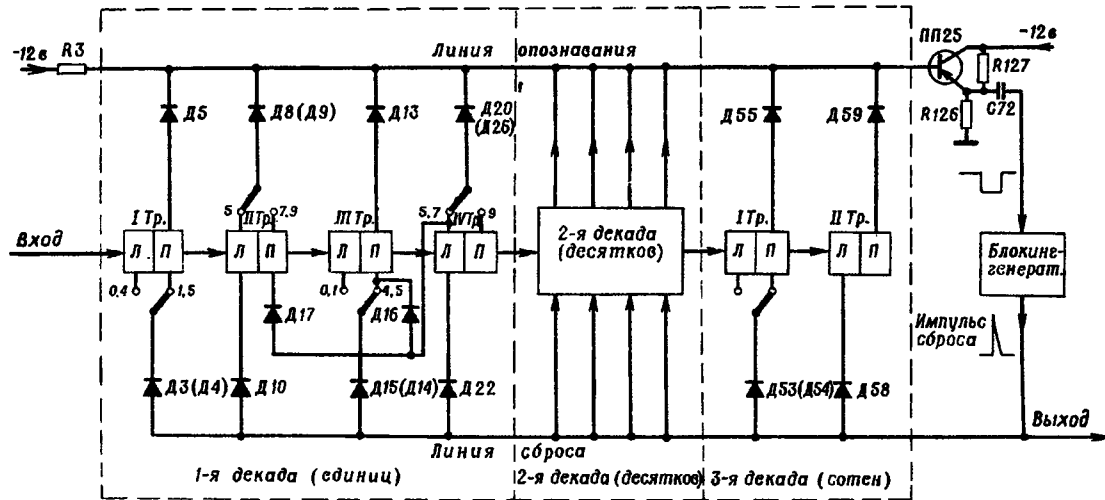 -12в R3 Линия опознавания ПП25 -12в
R127
R126 С72
Д5 Д8(Д9) Д13 Д20 (Д26) Д55 Д59
I Тр. 5 II Тр. 7,9 III Тр. 5,7 IV Тр. 9 I Тр. II Тр.
Вход Л П Л П Л П Л П
2-я декада
(десятков)
Л П Л П
Блокинг-
генерат.
0,4 1,5 0,1 4,5
Д17 Д16
Импульс
сброса
Д3(Д4) Д10 Д15(Д14) Д22 Д53(Д54) Д58
Выход
Линия сброса
1-я декада (единиц) 2-я декада (десятков) 3-я декада (сотен)